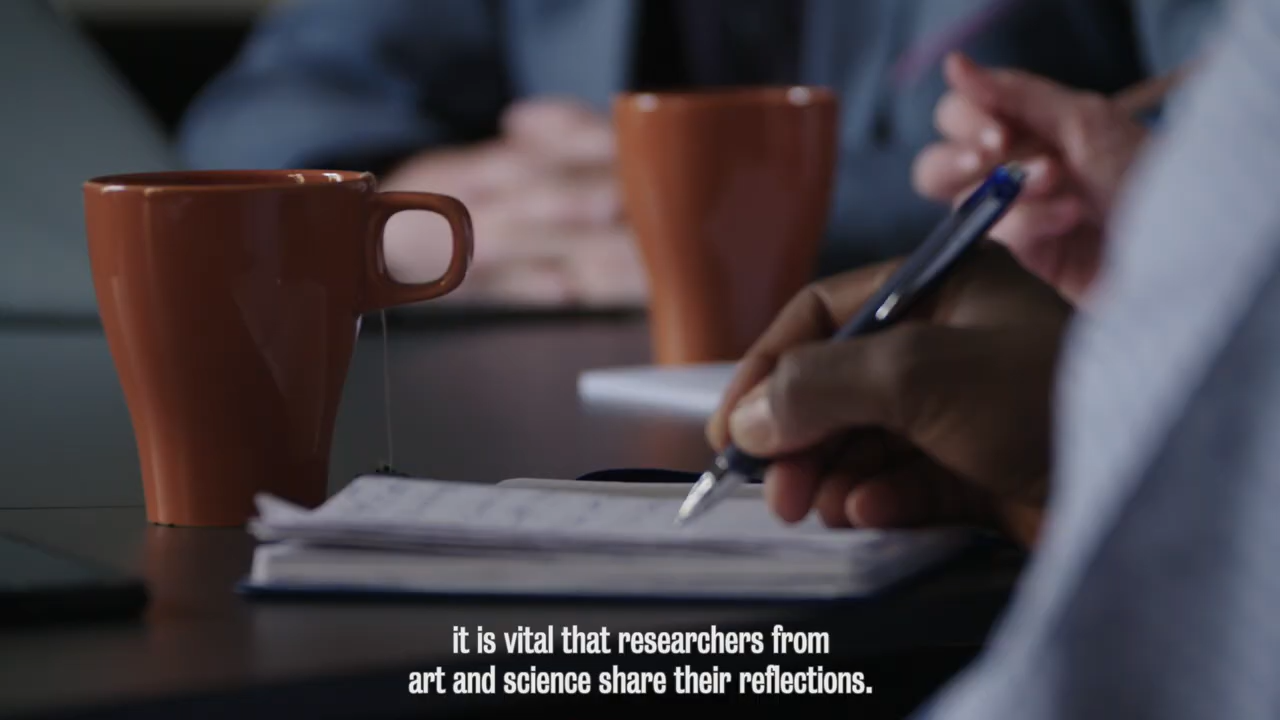 it is vital that researchers from
art and science share their reflections.